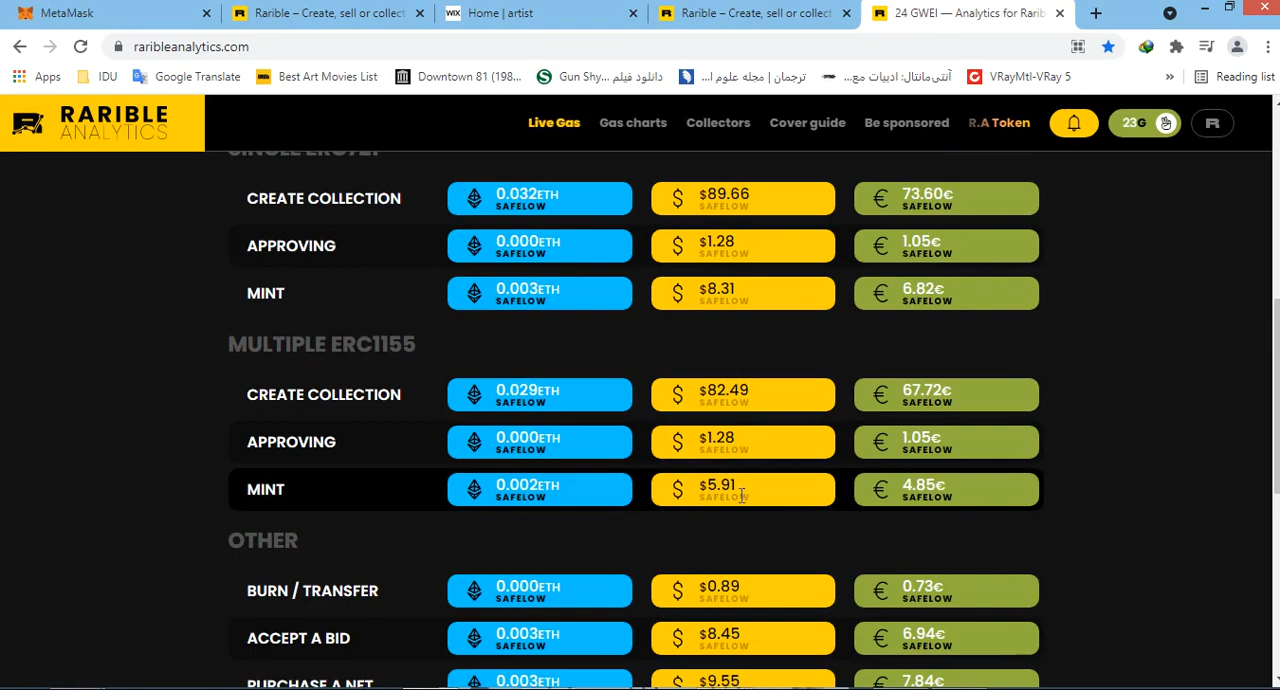 MetaMask
Rarible – Create, sell or collect
WIX Home | artist
Rarible – Create, sell or collect
24 GWEI — Analytics for Rarib
raribleanalytics.com
Apps
IDU
Google Translate
Best Art Movies List
Downtown 81 (198...
Gun Shy... دانلود فیلم
ترجمان | مجله علوم ا...
آنتی‌مانتال: ادبیات مع...
VRayMtl-VRay 5
»
Reading list
RARIBLE
ANALYTICS
Live Gas
Gas charts
Collectors
Cover guide
Be sponsored
R.A Token
23G
SINGLE ERC721
CREATE COLLECTION
0.032ETH
SAFELOW
$ $89.66
SAFELOW
€ 73.60€
SAFELOW
APPROVING
0.000ETH
SAFELOW
$ $1.28
SAFELOW
€ 1.05€
SAFELOW
MINT
0.003ETH
SAFELOW
$ $8.31
SAFELOW
€ 6.82€
SAFELOW
MULTIPLE ERC1155
CREATE COLLECTION
0.029ETH
SAFELOW
$ $82.49
SAFELOW
€ 67.72€
SAFELOW
APPROVING
0.000ETH
SAFELOW
$ $1.28
SAFELOW
€ 1.05€
SAFELOW
MINT
0.002ETH
SAFELOW
$ $5.91
SAFELOW
€ 4.85€
SAFELOW
OTHER
BURN / TRANSFER
0.000ETH
SAFELOW
$ $0.89
SAFELOW
€ 0.73€
SAFELOW
ACCEPT A BID
0.003ETH
SAFELOW
$ $8.45
SAFELOW
€ 6.94€
SAFELOW
PURCHASE A NFT
0.003ETH
$ $9.55
€ 7.84€